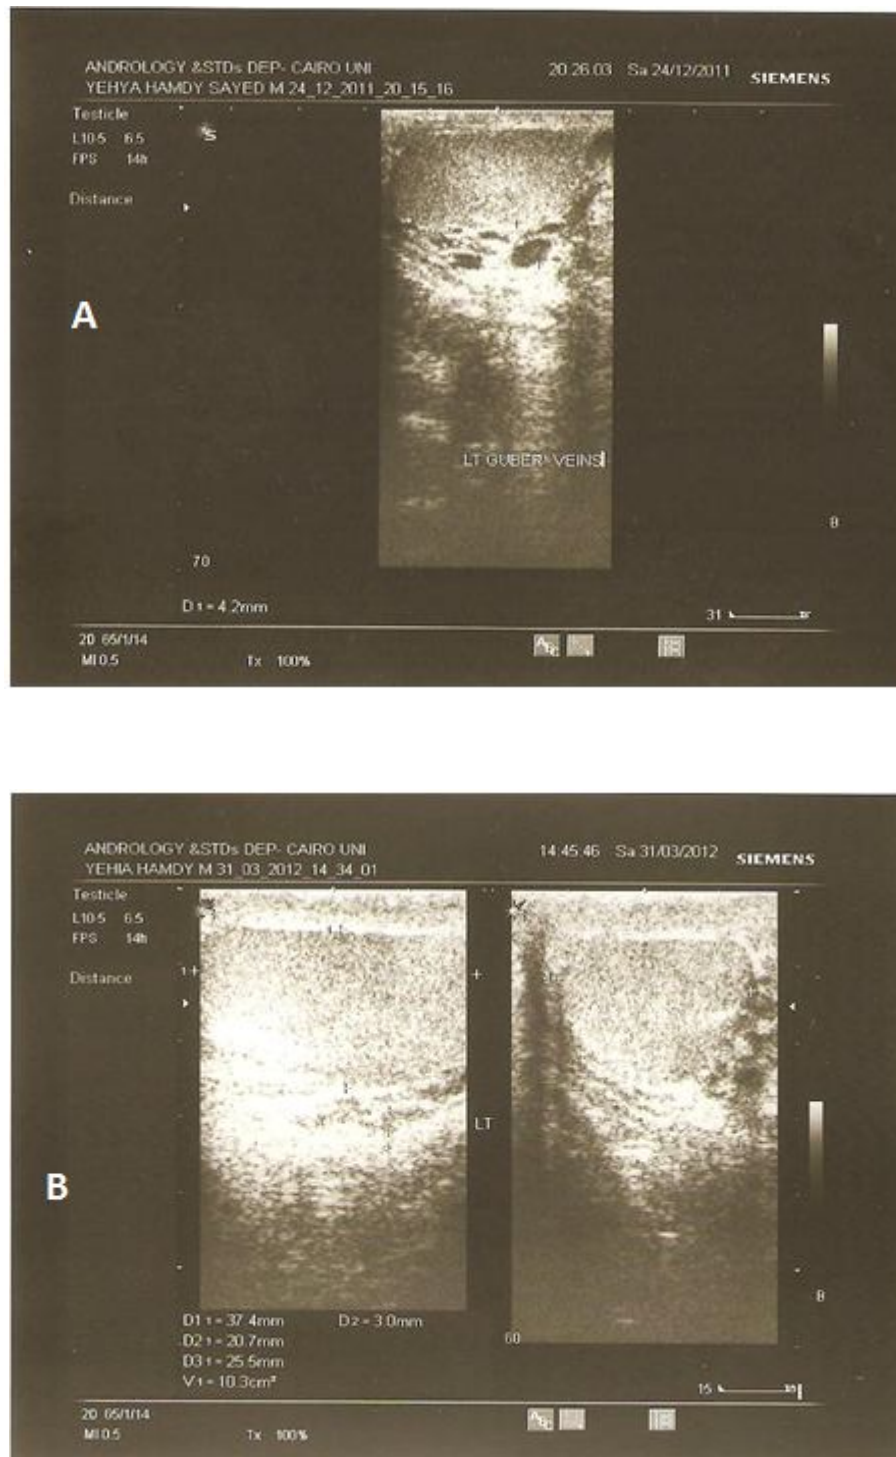 ANDROLOGY &STDs DEP- CAIRO UNI 20.26.03 Sa 24/12/2011 SIEMENS
YEHYA HAMDY SAYED M 24_12_2011_20_15_16
Testicle
L10-5 6.5
FPS 14h
S
Distance
A
LT GUBER VEINS
B
70
D1 = 4.2mm
31
20 65/1/14
MI 0.5 Tx 100%
ABC
ANDROLOGY &STDs DEP- CAIRO UNI 14:45:46 Sa 31/03/2012 SIEMENS
YEHIA HAMDY M 31_03_2012_14_34_01
Testicle
L10-5 6.5
FPS 14h
1
Distance
LT
B
B
D1 1 = 37.4mm D2 = 3.0mm
D2 1 = 20.7mm
D3 1 = 25.5mm
V1 = 10.3cm³
60
15
20 65/1/14
MI 0.5 Tx 100%
ABC